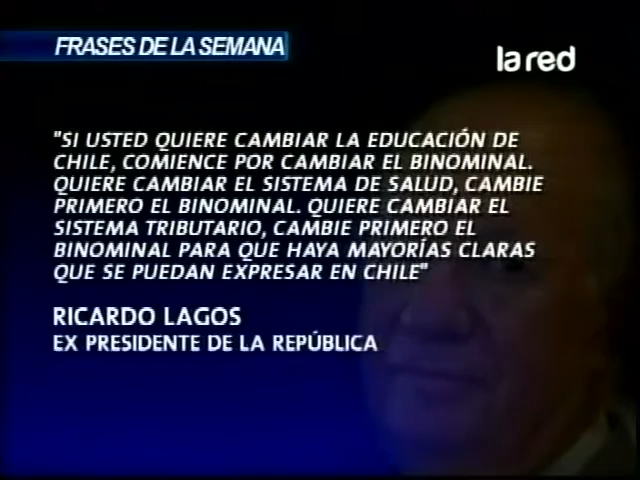 FRASES DE LA SEMANA
la red
"SI USTED QUIERE CAMBIAR LA EDUCACIÓN DE
CHILE, COMIENCE POR CAMBIAR EL BINOMINAL.
QUIERE CAMBIAR EL SISTEMA DE SALUD, CAMBIE
PRIMERO EL BINOMINAL. QUIERE CAMBIAR EL
SISTEMA TRIBUTARIO, CAMBIE PRIMERO EL
BINOMINAL PARA QUE HAYA MAYORÍAS CLARAS
QUE SE PUEDAN EXPRESAR EN CHILE"
RICARDO LAGOS
EX PRESIDENTE DE LA REPÚBLICA